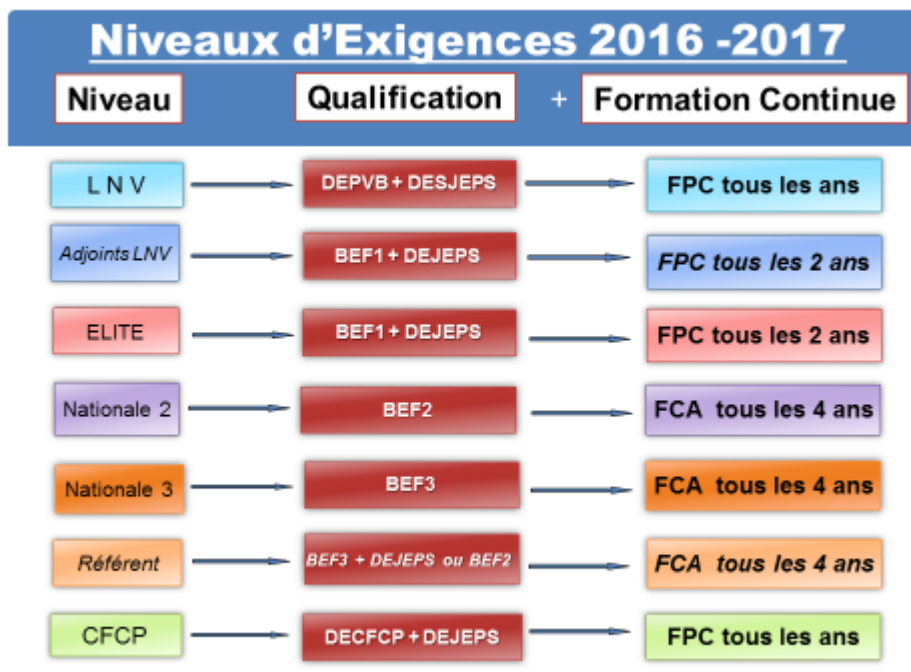 Niveaux d'Exigences 2016 -2017
Niveau Qualification + Formation Continue
L N V DEPVB + DESJEPS FPC tous les ans
Adjoints LNV BEF1 + DEJEPS FPC tous les 2 ans
ELITE BEF1 + DEJEPS FPC tous les 2 ans
Nationale 2 BEF2 FCA tous les 4 ans
Nationale 3 BEF3 FCA tous les 4 ans
Référent BEF3 + DEJEPS ou BEF2 FCA tous les 4 ans
CFCP DECFCP + DEJEPS FPC tous les ans